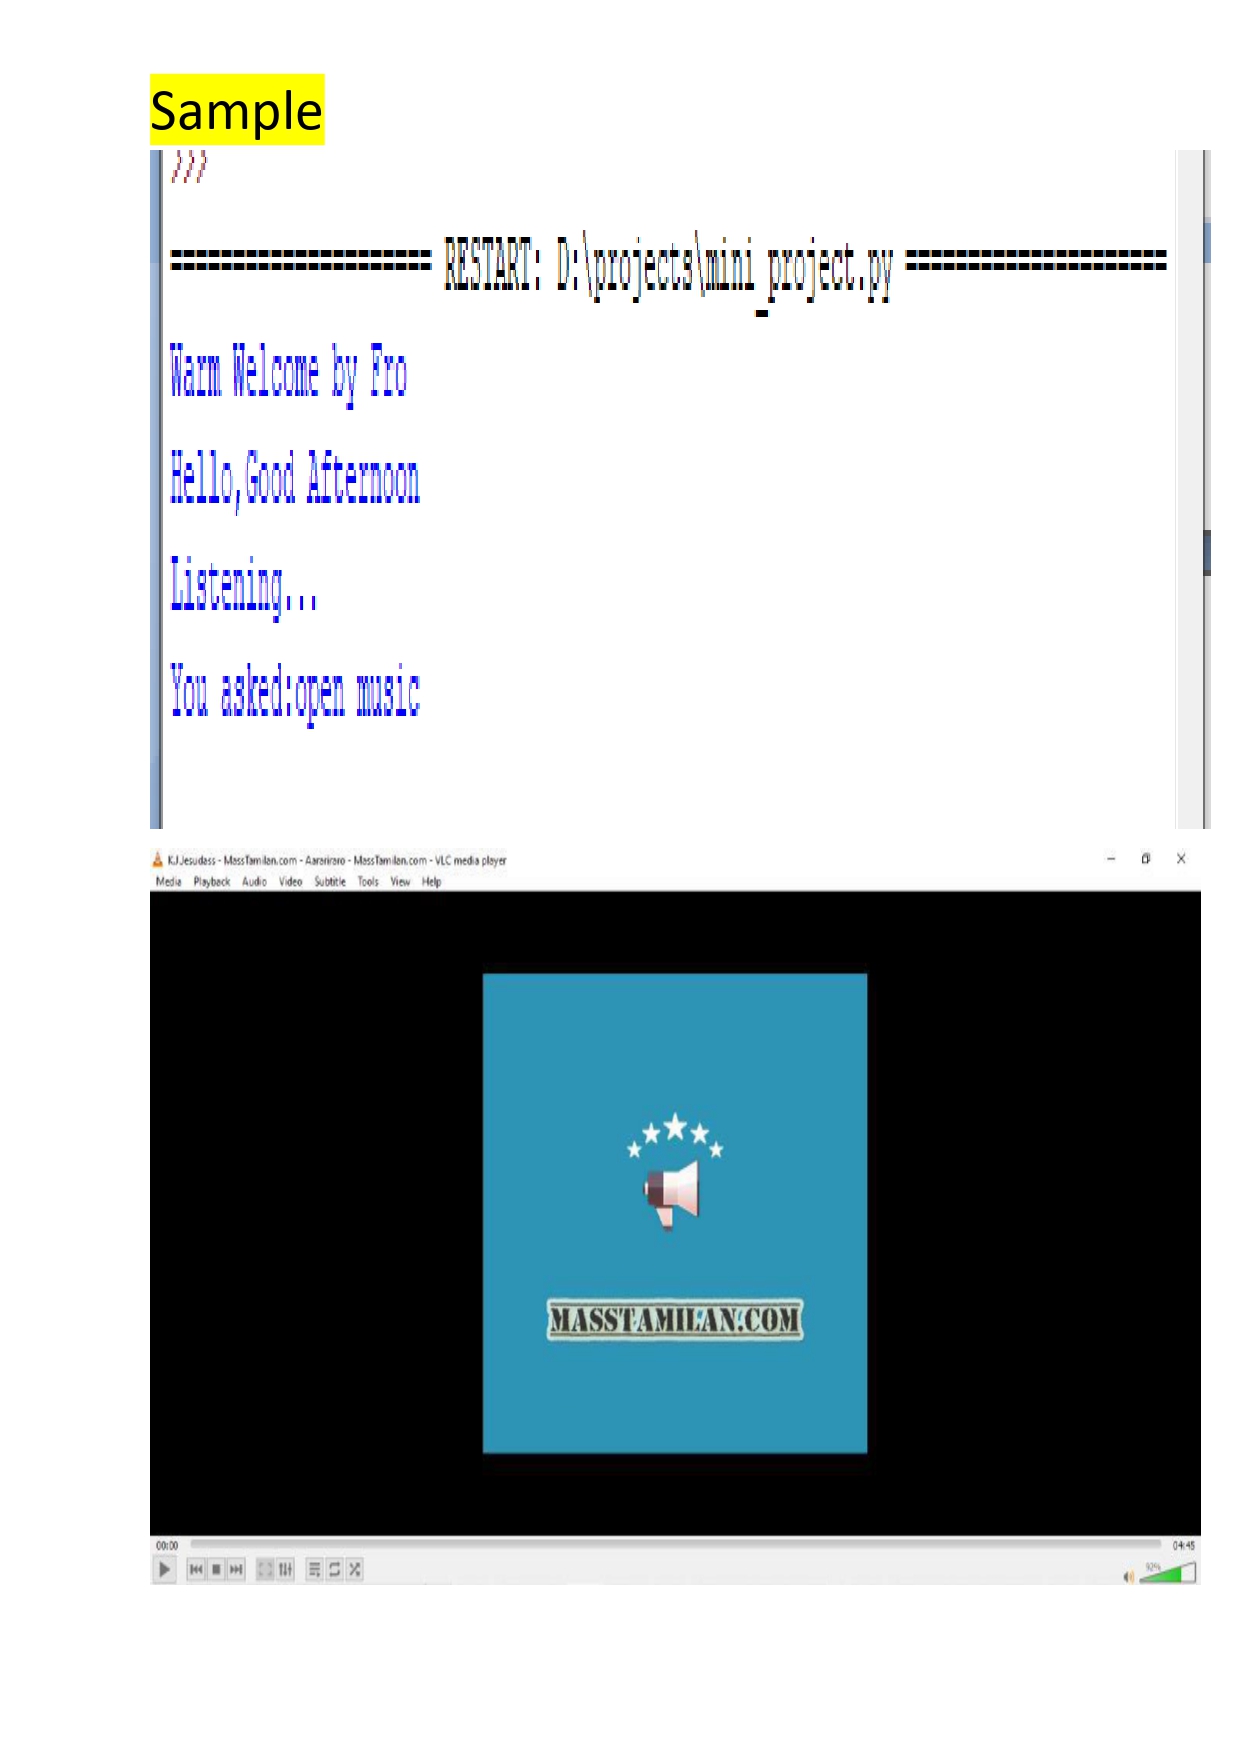 Sample
>>>
===================== RESTART: D:\projects\mini_project.py =====================
Warm Welcome by Fro
Hello,Good Afternoon
Listening...
You asked:open music
K.J.Jesudass - MassTamilan.com - Aarariraro - MassTamilan.com - VLC media player
Media Playback Audio Video Subtitle Tools View Help
MASSTAMILAN.COM
00:00 04:45
92%